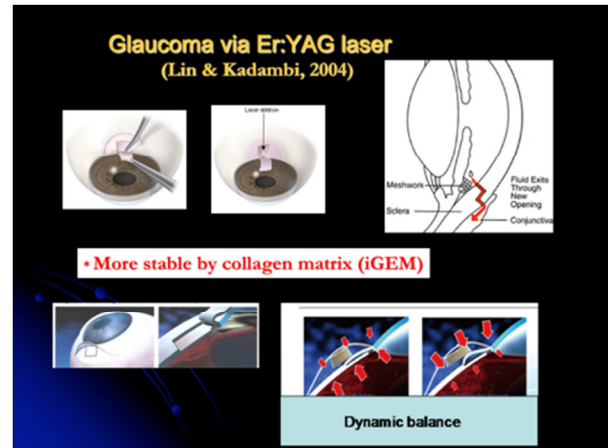 Glaucoma via Er:YAG laser
(Lin & Kadambi, 2004)
Laser ablation
Meshwork
Sclera
Fluid Exits
Through
New
Opening
Conjunctiva
* More stable by collagen matrix (iGEM)
Dynamic balance